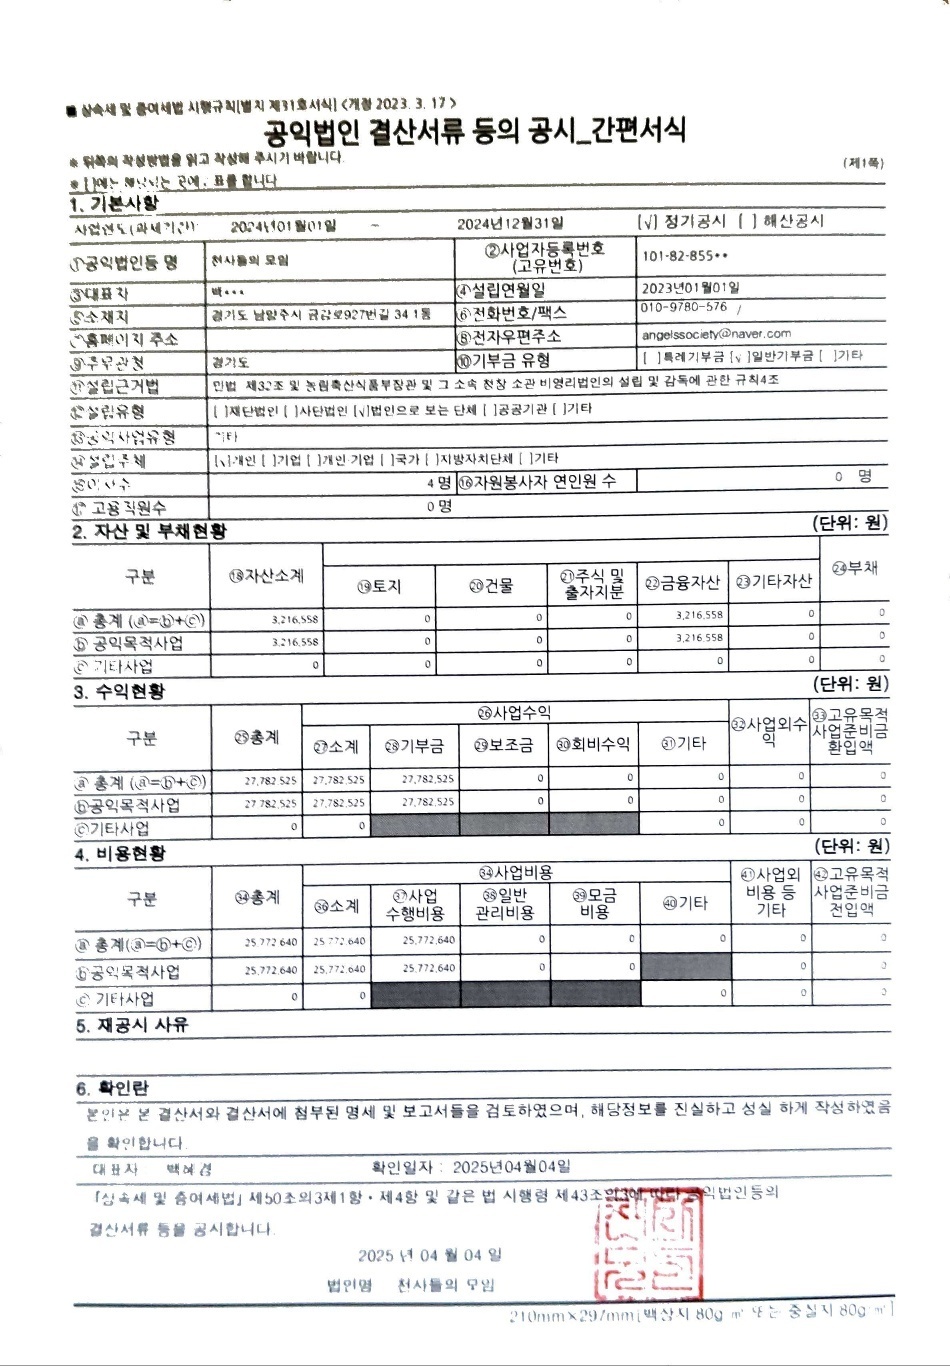 ■ 상속세 및 증여세법 시행규칙[별지 제31호서식] <개정 2023. 3. 17>
공익법인 결산서류 등의 공시_간편서식
※ 뒤쪽의 작성방법을 읽고 작성해 주시기 바랍니다. (제1쪽)
※ [ ]에는 해당되는 곳에 표를 합니다
1. 기본사항
사업연도(과세기간) 2024년01월01일 ~ 2024년12월31일 [√] 정기공시 [ ] 해산공시
①공익법인등 명 천사들의 모임 ②사업자등록번호 (고유번호) 101-82-855**
③대표자 백*** ④설립연월일 2023년01월01일
⑤소재지 경기도 남양주시 금강로927번길 34 1동 ⑥전화번호/팩스 010-9780-576 /
⑦홈페이지 주소 ⑧전자우편주소 angelssociety@naver.com
⑨주무관청 경기도 ⑩기부금 유형 [ ]특례기부금 [√]일반기부금 [ ]기타
⑪설립근거법 민법 제32조 및 농림축산식품부장관 및 그 소속 청장 소관 비영리법인의 설립 및 감독에 관한 규칙4조
⑫설립유형 [ ]재단법인 [ ]사단법인 [√]법인으로 보는 단체 [ ]공공기관 [ ]기타
⑬공익사업유형 기타
⑭설립주체 [√]개인 [ ]기업 [ ]개인·기업 [ ]국가 [ ]지방자치단체 [ ]기타
⑮이사수 4 명 ⑯자원봉사자 연인원 수 0 명
⑰ 고용직원수 0 명
2. 자산 및 부채현황 (단위: 원)
구분 ⑱자산소계 ⑲토지 ⑳건물 ㉑주식 및 출자지분 ㉒금융자산 ㉓기타자산 ㉔부채
ⓐ 총계 (ⓐ=ⓑ+ⓒ) 3,216,558 0 0 0 3,216,558 0 0
ⓑ 공익목적사업 3,216,558 0 0 0 3,216,558 0 0
ⓒ 기타사업 0 0 0 0 0 0 0
3. 수익현황 (단위: 원)
구분 ㉕총계 ㉖사업수익 ㉜사업외수익 ㉝고유목적사업준비금 환입액
㉗소계 ㉘기부금 ㉙보조금 ㉚회비수익 ㉛기타
ⓐ 총계 (ⓐ=ⓑ+ⓒ) 27,782,525 27,782,525 27,782,525 0 0 0 0 0
ⓑ공익목적사업 27 782,525 27,782,525 27,782,525 0 0 0 0 0
ⓒ기타사업 0 0 0 0 0
4. 비용현황 (단위: 원)
구분 ㉞총계 ㉞사업비용 ㊶사업외 비용 등 기타 ㊷고유목적 사업준비금 전입액
㊱소계 ㊲사업 수행비용 ㊳일반 관리비용 ㊴모금 비용 ㊵기타
ⓐ 총계(ⓐ=ⓑ+ⓒ) 25 772 640 25 772 640 25,772,640 0 0 0 0 0
ⓑ공익목적사업 25,772,640 25,772,640 25,772,640 0 0 0 0
ⓒ 기타사업 0 0 0 0 0
5. 재공시 사유
6. 확인란
본인은 본 결산서와 결산서에 첨부된 명세 및 보고서들을 검토하였으며, 해당정보를 진실하고 성실 하게 작성하였음
을 확인합니다.
대표자 백혜경 확인일자 : 2025년04월04일
「상속세 및 증여세법」 제50조의3제1항·제4항 및 같은 법 시행령 제43조의3에 따라 공익법인등의
결산서류 등을 공시합니다.
2025 년 04 월 04 일
법인명 천사들의 모임
210mm×297mm[백상지 80g ㎡ 또는 중질지 80g ㎡]